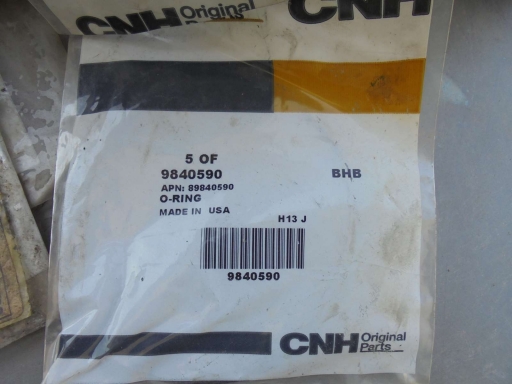 CNH Original Parts
CNH
5 OF
9840590 BHB
APN: 89840590
O-RING
MADE IN USA
H13 J
9840590
CNH Original Parts